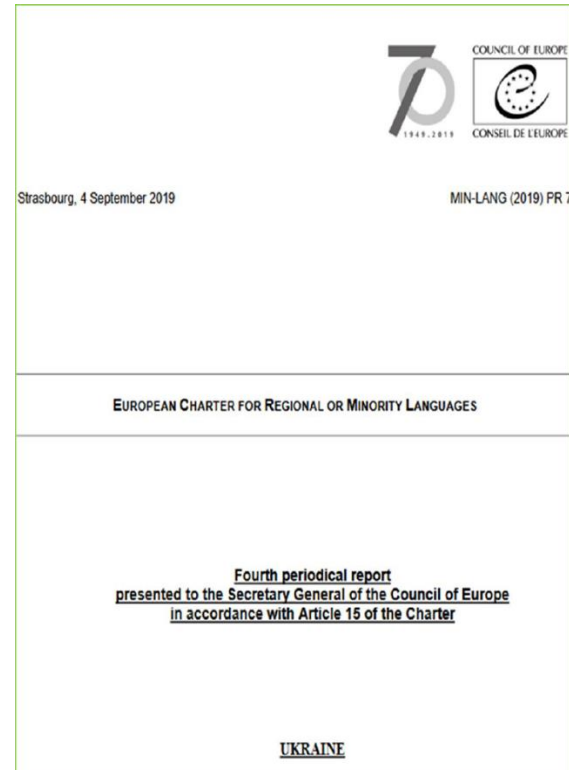 70
1949.2019
COUNCIL OF EUROPE
CONSEIL DE L'EUROPE
Strasbourg, 4 September 2019 MIN-LANG (2019) PR 7
EUROPEAN CHARTER FOR REGIONAL OR MINORITY LANGUAGES
Fourth periodical report
presented to the Secretary General of the Council of Europe
in accordance with Article 15 of the Charter
UKRAINE